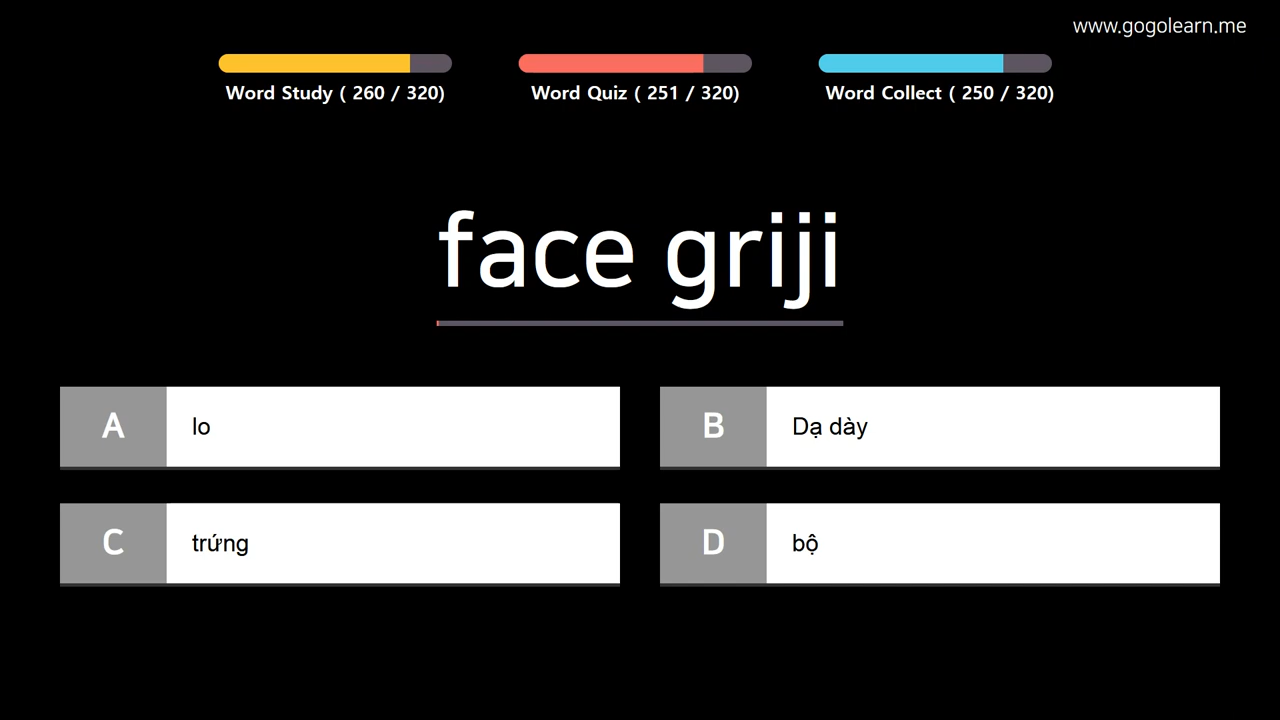 www.gogolearn.me
Word Study ( 260 / 320)
Word Quiz ( 251 / 320)
Word Collect ( 250 / 320)
face griji
A lo
B Dạ dày
C trứng
D bộ